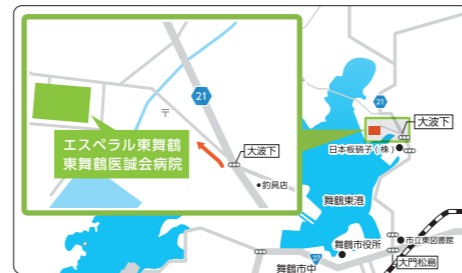 21
〒
エスペラル東舞鶴
東舞鶴医誠会病院
大波下
釣具店
21
大波下
日本板硝子(株)
舞鶴東港
市立東図書館
舞鶴市役所
27
大門松島
舞鶴市中